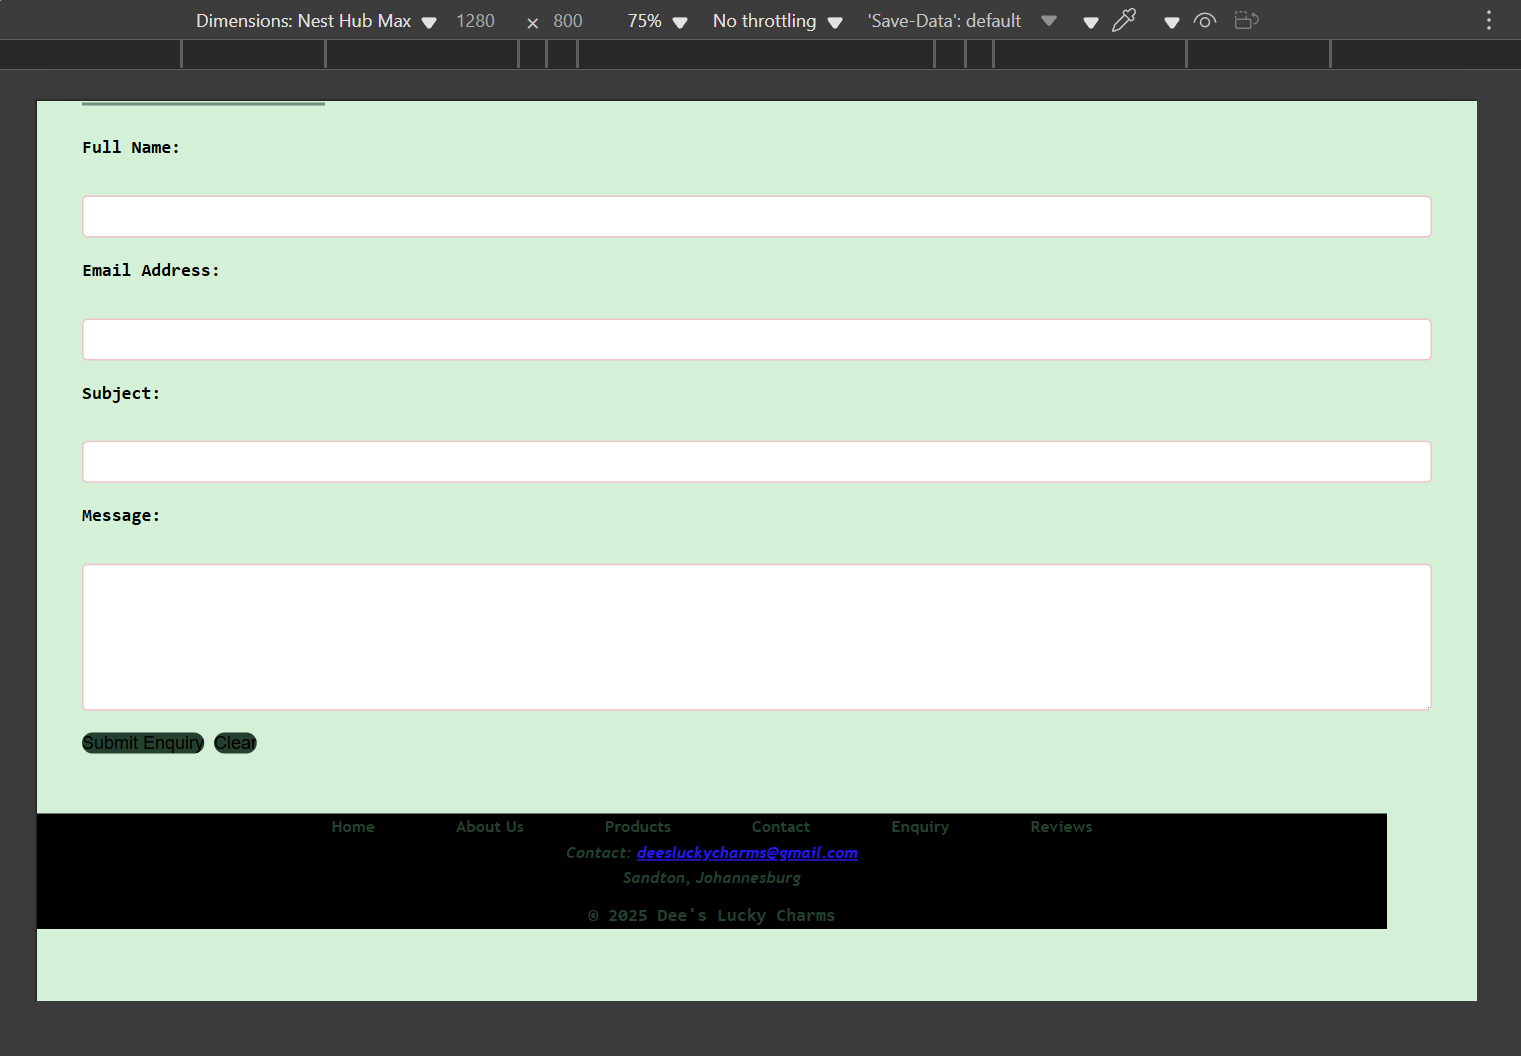 Dimensions: Nest Hub Max 1280 × 800 75% No throttling 'Save-Data': default
Full Name:
Email Address:
Subject:
Message:
Submit Enquiry Clear
Home About Us Products Contact Enquiry Reviews
Contact: deesluckycharms@gmail.com
Sandton, Johannesburg
© 2025 Dee's Lucky Charms